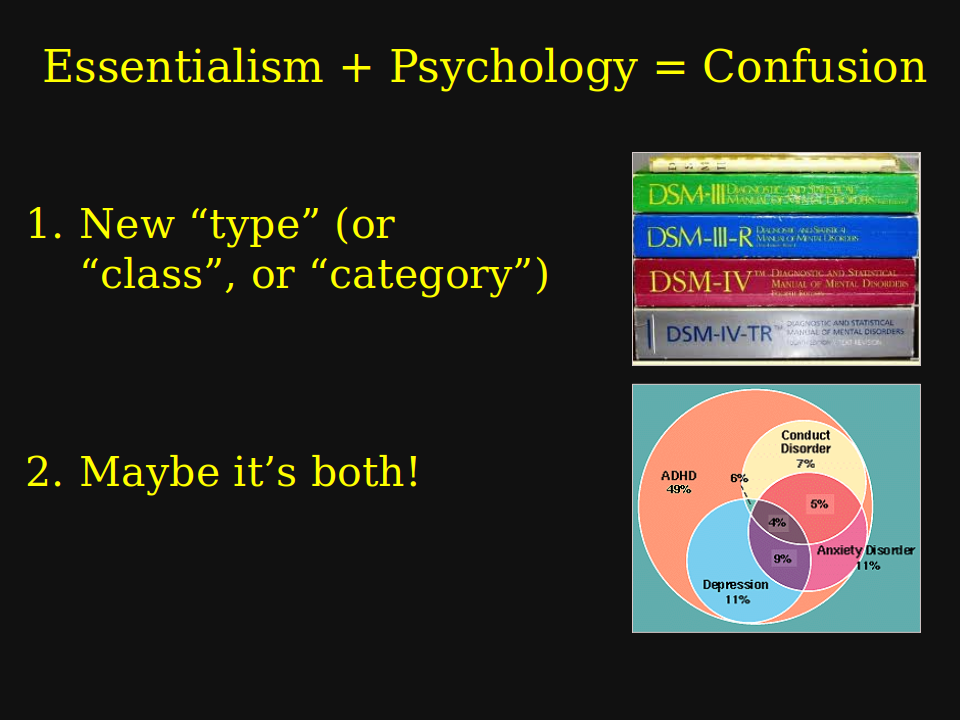 Essentialism + Psychology = Confusion
1. New “type” (or
“class”, or “category”)
2. Maybe it’s both!
DSM-III DIAGNOSTIC AND STATISTICAL
MANUAL OF MENTAL DISORDERS
DSM-III-R DIAGNOSTIC AND STATISTICAL
MANUAL OF MENTAL DISORDERS
DSM-IV™ DIAGNOSTIC AND STATISTICAL
MANUAL OF MENTAL DISORDERS
FOURTH EDITION
DSM-IV-TR™ DIAGNOSTIC AND STATISTICAL
MANUAL OF MENTAL DISORDERS
FOURTH EDITION TEXT REVISION
Conduct
Disorder
7%
ADHD
49%
6%
5%
4%
9%
Anxiety Disorder
11%
Depression
11%